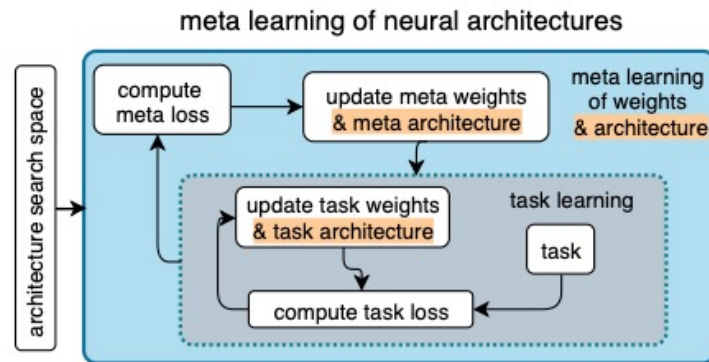 meta learning of neural architectures
architecture search space
compute
meta loss
update meta weights
& meta architecture
meta learning
of weights
& architecture
update task weights
& task architecture
task learning
task
compute task loss